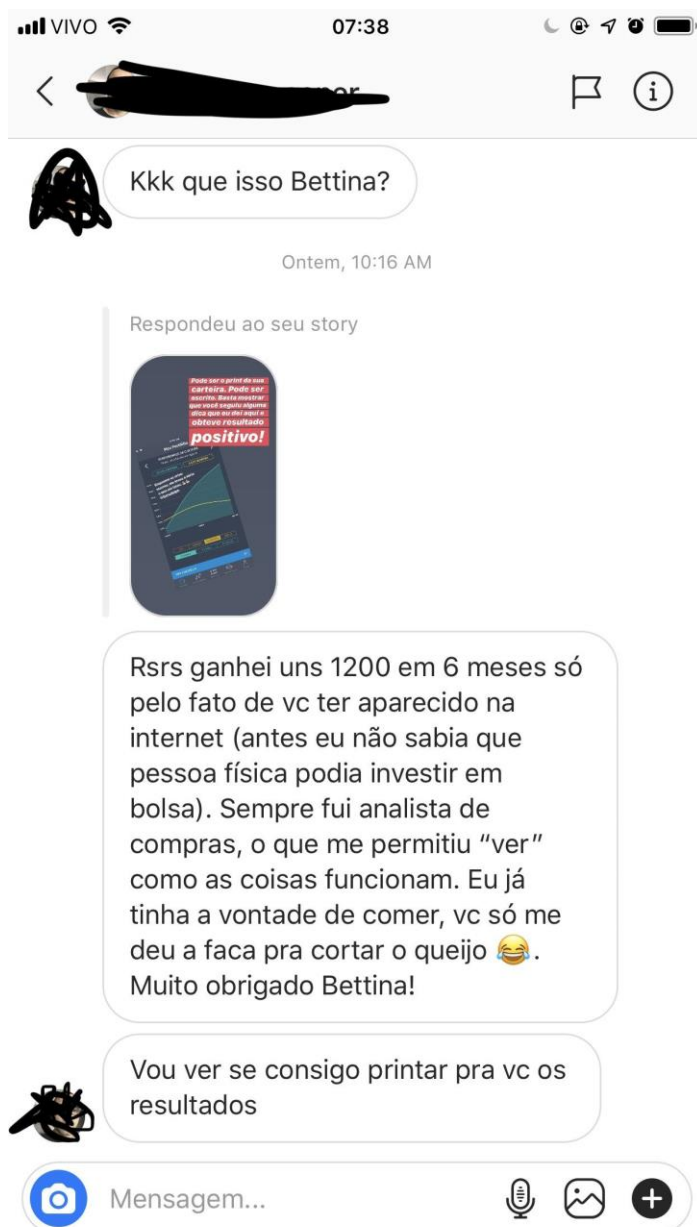 VIVO
07:38
Kkk que isso Bettina?
Ontem, 10:16 AM
Respondeu ao seu story
Pode ser o print da sua
carteira. Pode ser
escrito. Basta mostrar
que você seguiu alguma
dica que eu dei aqui e
obteve resultado
positivo!
Rsrs ganhei uns 1200 em 6 meses só
pelo fato de vc ter aparecido na
internet (antes eu não sabia que
pessoa física podia investir em
bolsa). Sempre fui analista de
compras, o que me permitiu “ver”
como as coisas funcionam. Eu já
tinha a vontade de comer, vc só me
deu a faca pra cortar o queijo 😂.
Muito obrigado Bettina!
Vou ver se consigo printar pra vc os
resultados
Mensagem...